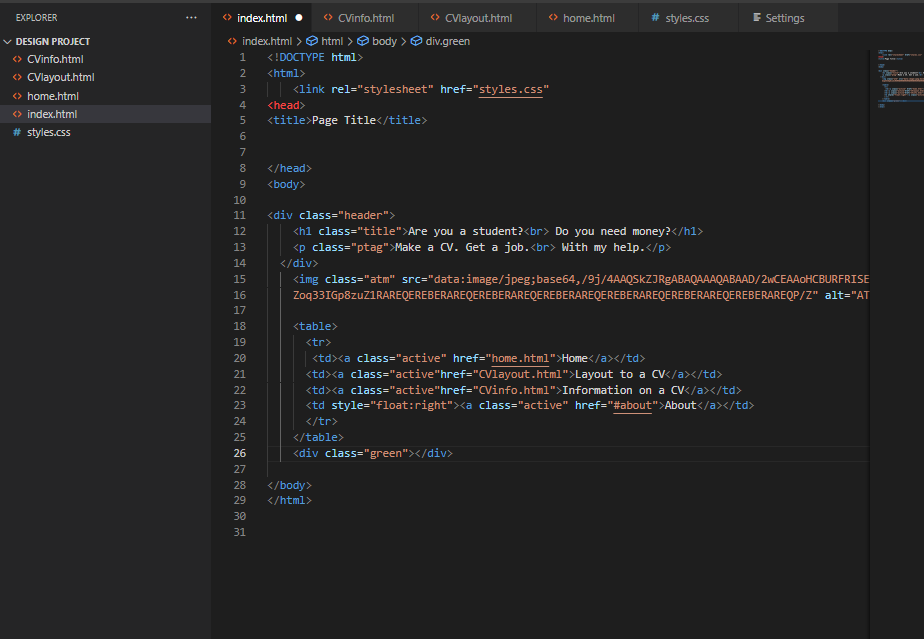 EXPLORER ...
DESIGN PROJECT
CVinfo.html
CVlayout.html
home.html
index.html
# styles.css
index.html ● CVinfo.html CVlayout.html home.html # styles.css Settings
index.html > html > body > div.green
1 <!DOCTYPE html>
2 <html>
3 <link rel="stylesheet" href="styles.css"
4 <head>
5 <title>Page Title</title>
6
7
8 </head>
9 <body>
10
11 <div class="header">
12 <h1 class="title">Are you a student?<br> Do you need money?</h1>
13 <p class="ptag">Make a CV. Get a job.<br> With my help.</p>
14 </div>
15 <img class="atm" src="data:image/jpeg;base64,/9j/4AAQSkZJRgABAQAAAQABAAD/2wCEAAoHCBURFRISE
16 Zoq33IGp8zuZ1RAREQEREBERAREQEREBERAREQEREBERAREQEREBERAREQEREBERAREQEREBERAREQP/Z" alt="AT
17
18 <table>
19 <tr>
20 <td><a class="active" href="home.html">Home</a></td>
21 <td><a class="active"href="CVlayout.html">Layout to a CV</a></td>
22 <td><a class="active"href="CVinfo.html">Information on a CV</a></td>
23 <td style="float:right"><a class="active" href="#about">About</a></td>
24 </tr>
25 </table>
26 <div class="green"></div>
27
28 </body>
29 </html>
30
31